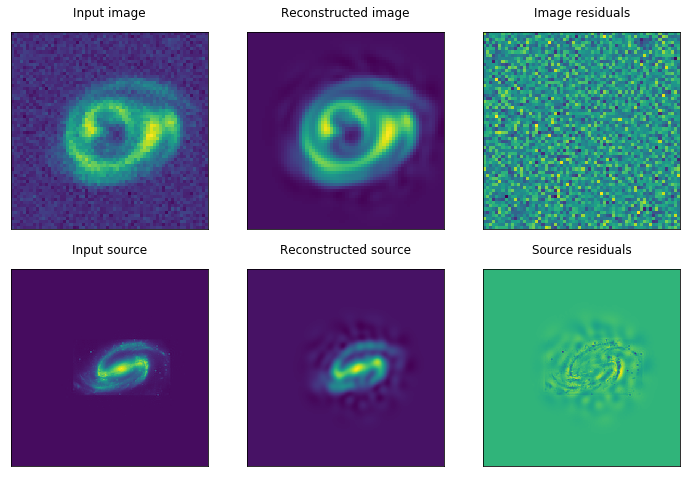 Input image
Reconstructed image
Image residuals
Input source
Reconstructed source
Source residuals